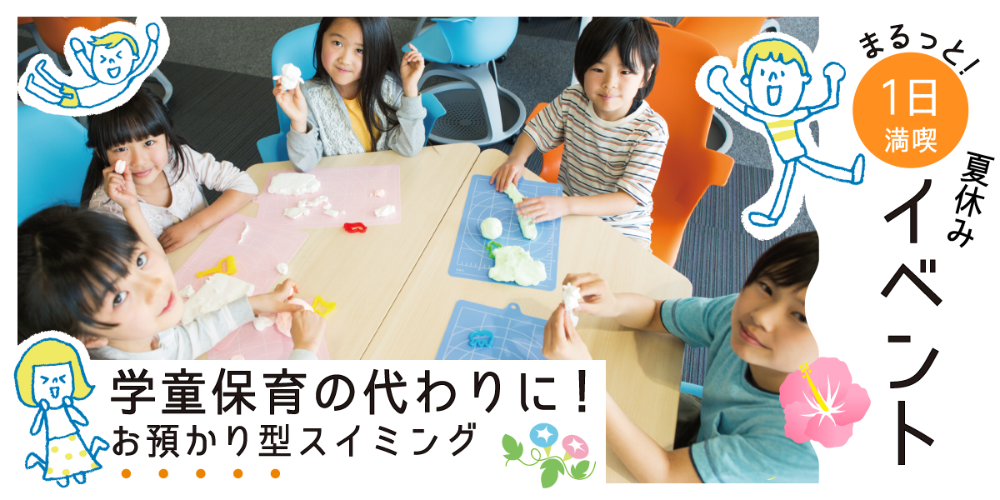 まるっと!
1日
満喫
夏休み
イベント
学童保育の代わりに!
お預かり型スイミング